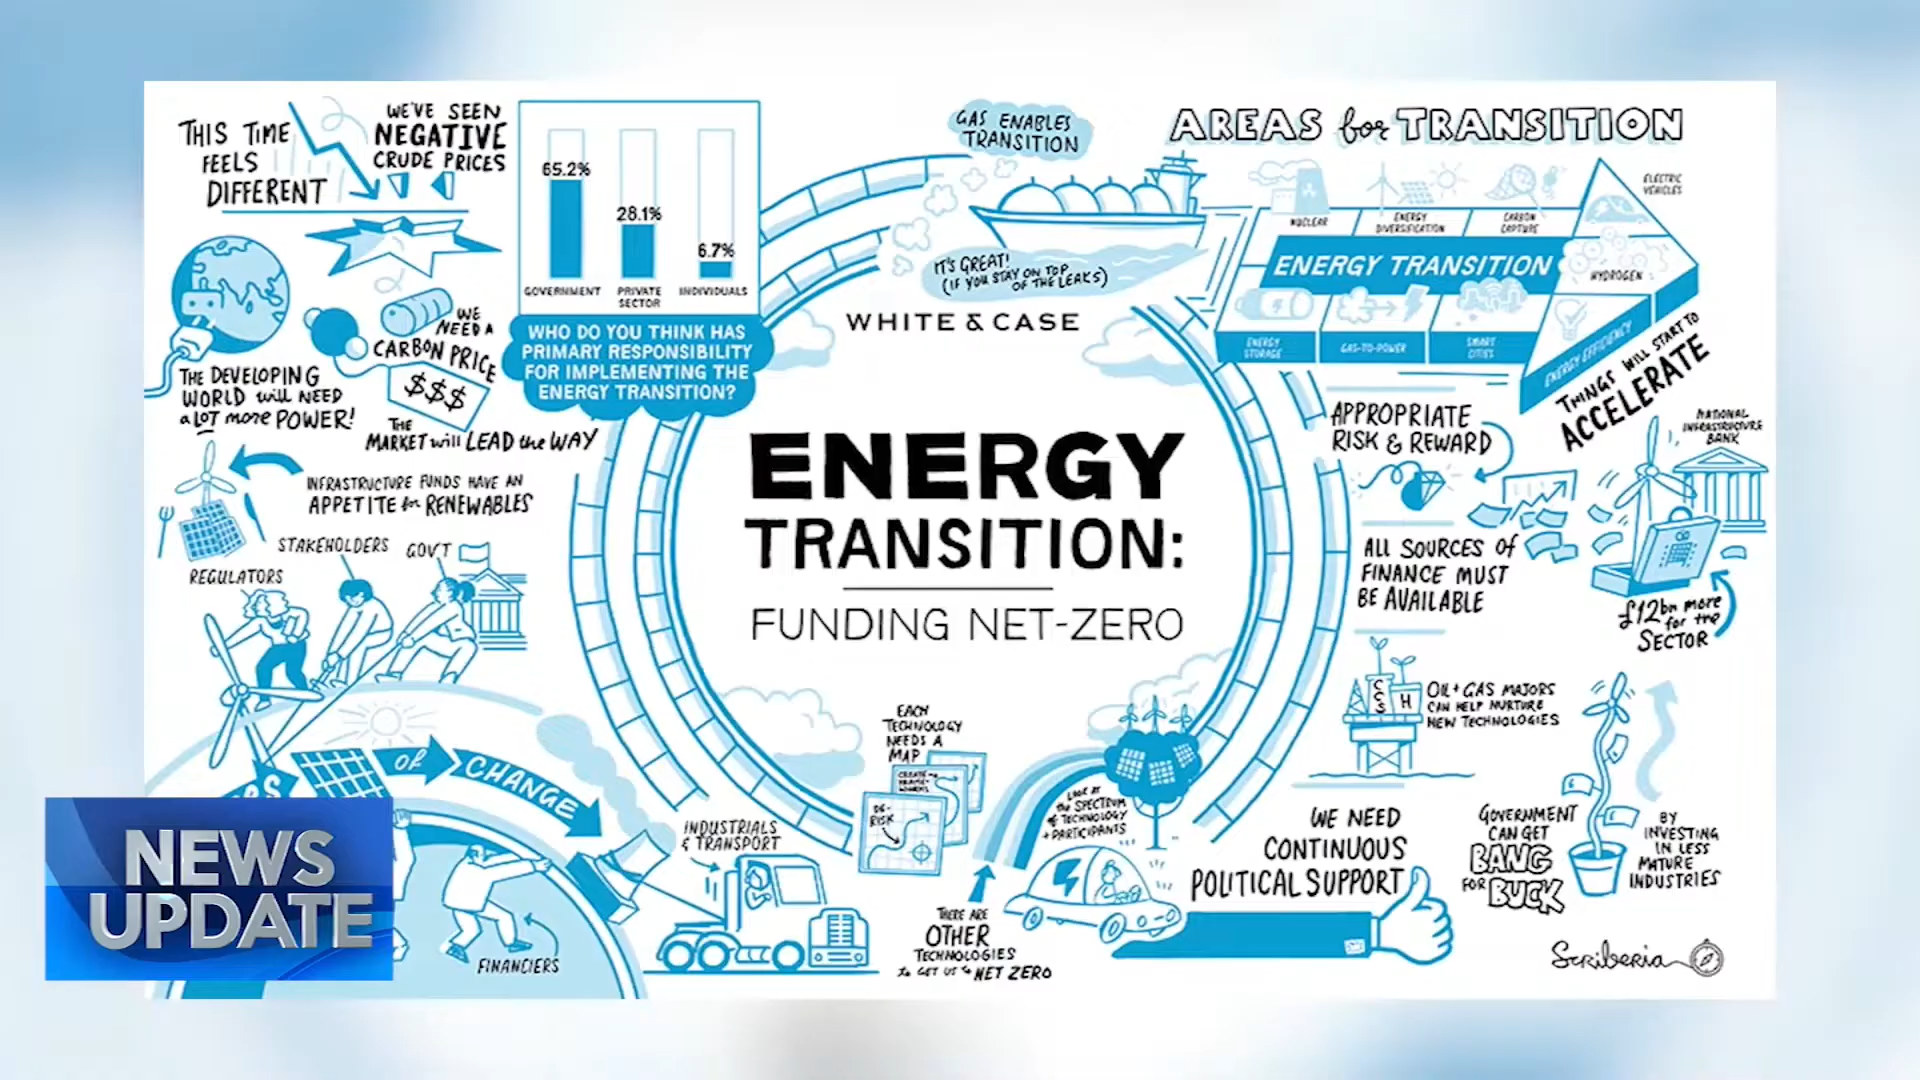 THIS TIME
FEELS
DIFFERENT
WE'VE SEEN
NEGATIVE
CRUDE PRICES
65.2%
28.1%
6.7%
GOVERNMENT
PRIVATE
SECTOR
INDIVIDUALS
WHO DO YOU THINK HAS
PRIMARY RESPONSIBILITY
FOR IMPLEMENTING THE
ENERGY TRANSITION?
THE DEVELOPING
WORLD will NEED
a LOT more POWER!
WE
NEED A
CARBON PRICE
$$$
THE
MARKET will LEAD the WAY
INFRASTRUCTURE FUNDS HAVE AN
APPETITE for RENEWABLES
REGULATORS
STAKEHOLDERS
GOV'T
OF
CHANGE
FINANCIERS
NEWS
UPDATE
GAS ENABLES
TRANSITION
IT'S GREAT!
(IF YOU STAY ON TOP
OF THE LEAKS)
WHITE & CASE
ENERGY
TRANSITION:
FUNDING NET-ZERO
EACH
TECHNOLOGY
NEEDS A
MAP
DE-
RISK
INDUSTRIALS
& TRANSPORT
LOOK AT
the SPECTRUM
of TECHNOLOGY
+ PARTICIPANTS
THERE ARE
OTHER
TECHNOLOGIES
to GET US to NET ZERO
AREAS for TRANSITION
NUCLEAR
ENERGY
DIVERSIFICATION
CARBON
CAPTURE
ELECTRIC
VEHICLES
ENERGY TRANSITION
HYDROGEN
ENERGY
STORAGE
GAS-TO-POWER
SMART
CITIES
ENERGY EFFICIENCY
THINGS WILL START TO
ACCELERATE
APPROPRIATE
RISK & REWARD
NATIONAL
INFRASTRUCTURE
BANK
ALL SOURCES of
FINANCE MUST
BE AVAILABLE
£12bn more
for the
SECTOR
CCS
H
OIL + GAS MAJORS
CAN HELP NURTURE
NEW TECHNOLOGIES
WE NEED
CONTINUOUS
POLITICAL SUPPORT
GOVERNMENT
CAN GET
BANG
FOR BUCK
BY
INVESTING
IN LESS
MATURE
INDUSTRIES
Scriberia